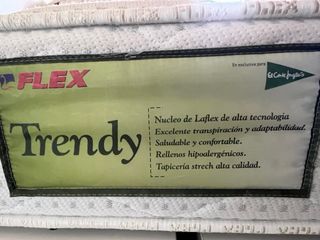 FLEX
En exclusiva para
El Corte Inglés
Trendy
Nucleo de Laflex de alta tecnologia
Excelente transpiración y adaptabilidad.
Saludable y confortable.
Rellenos hipoalergénicos.
Tapicería strech alta calidad.